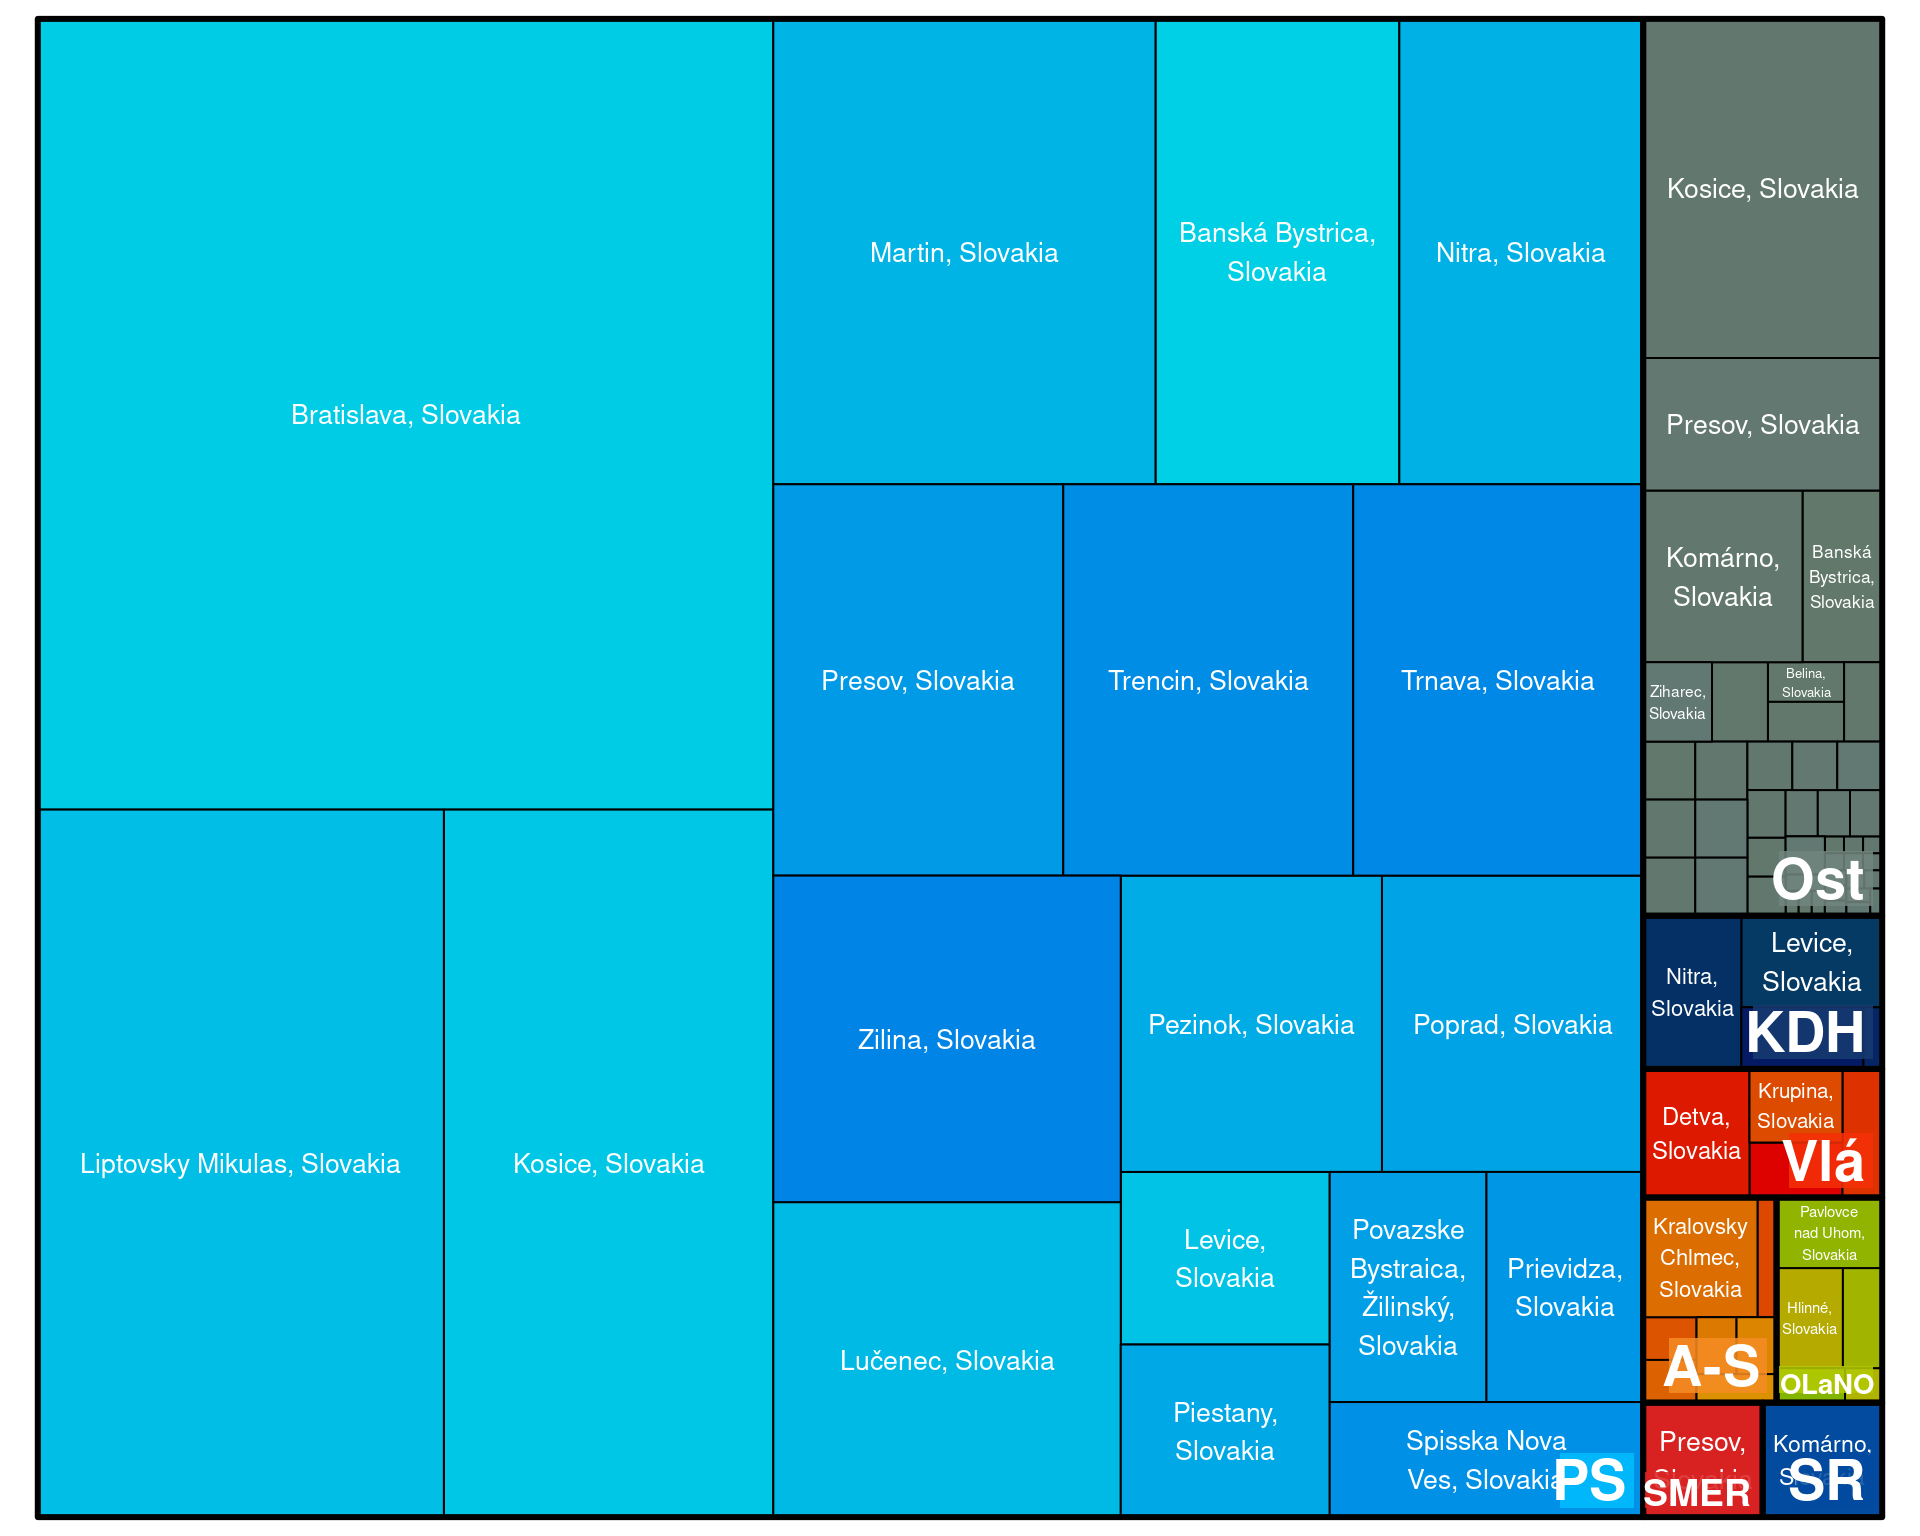 Bratislava, Slovakia
Martin, Slovakia
Banská Bystrica,
Slovakia
Nitra, Slovakia
Kosice, Slovakia
Presov, Slovakia
Komárno,
Slovakia
Banská
Bystrica,
Slovakia
Presov, Slovakia
Trencin, Slovakia
Trnava, Slovakia
Ziharec,
Slovakia
Belina,
Slovakia
Ost
Liptovsky Mikulas, Slovakia
Kosice, Slovakia
Zilina, Slovakia
Pezinok, Slovakia
Poprad, Slovakia
Nitra,
Slovakia
Levice,
Slovakia
KDH
Detva,
Slovakia
Krupina,
Slovakia
Vlá
Lučenec, Slovakia
Levice,
Slovakia
Piestany,
Slovakia
Povazske
Bystraica,
Žilinský,
Slovakia
Prievidza,
Slovakia
Spisska Nova
Ves, Slovakia
PS
Kralovsky
Chlmec,
Slovakia
A-S
Pavlovce
nad Uhom,
Slovakia
Hlinné,
Slovakia
OLaNO
Presov,
SMER
Komárno,
SR